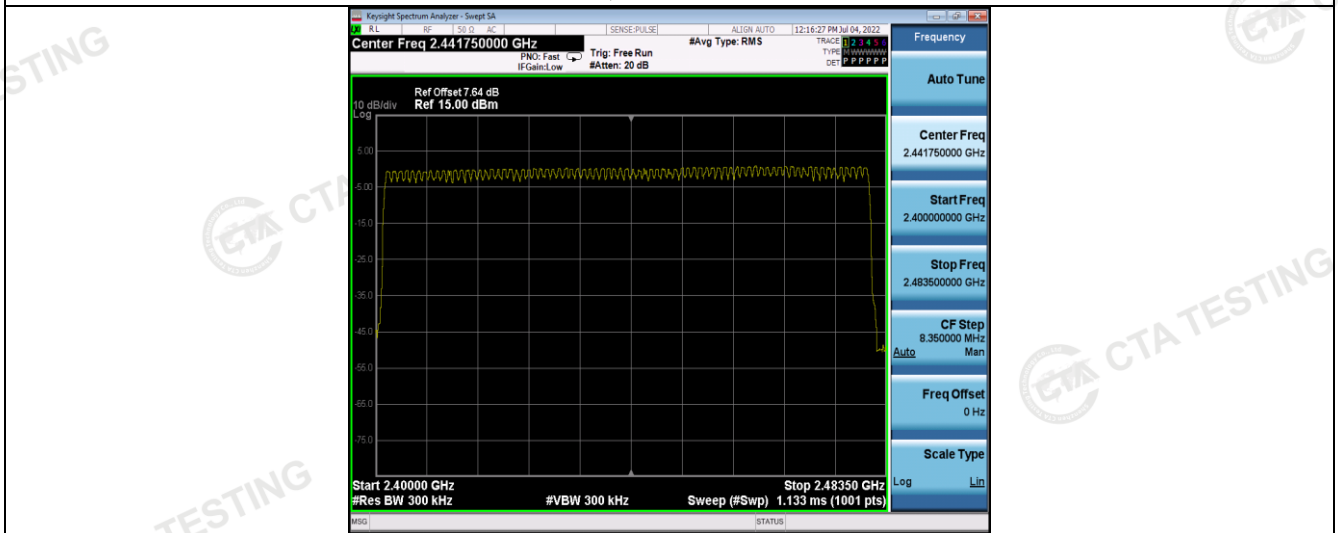 Keysight Spectrum Analyzer - Swept SA
RL RF 50 Ω AC SENSE:PULSE ALIGN AUTO 12:16:27 PM Jul 04, 2022
Center Freq 2.441750000 GHz
PNO: Fast
IFGain:Low
Trig: Free Run
#Atten: 20 dB
#Avg Type: RMS
TRACE 1 2 3 4 5 6
TYPE M WWWWW
DET P P P P P P
Ref Offset 7.64 dB
10 dB/div Ref 15.00 dBm
Log
5.00
-5.00
-15.0
-25.0
-35.0
-45.0
-55.0
-65.0
-75.0
Start 2.40000 GHz Stop 2.48350 GHz
#Res BW 300 kHz #VBW 300 kHz Sweep (#Swp) 1.133 ms (1001 pts)
MSG STATUS
Frequency
Auto Tune
Center Freq
2.441750000 GHz
Start Freq
2.400000000 GHz
Stop Freq
2.483500000 GHz
CF Step
8.350000 MHz
Auto Man
Freq Offset
0 Hz
Scale Type
Log Lin
STING
CTA
CTA
CTA TESTING
TESTING